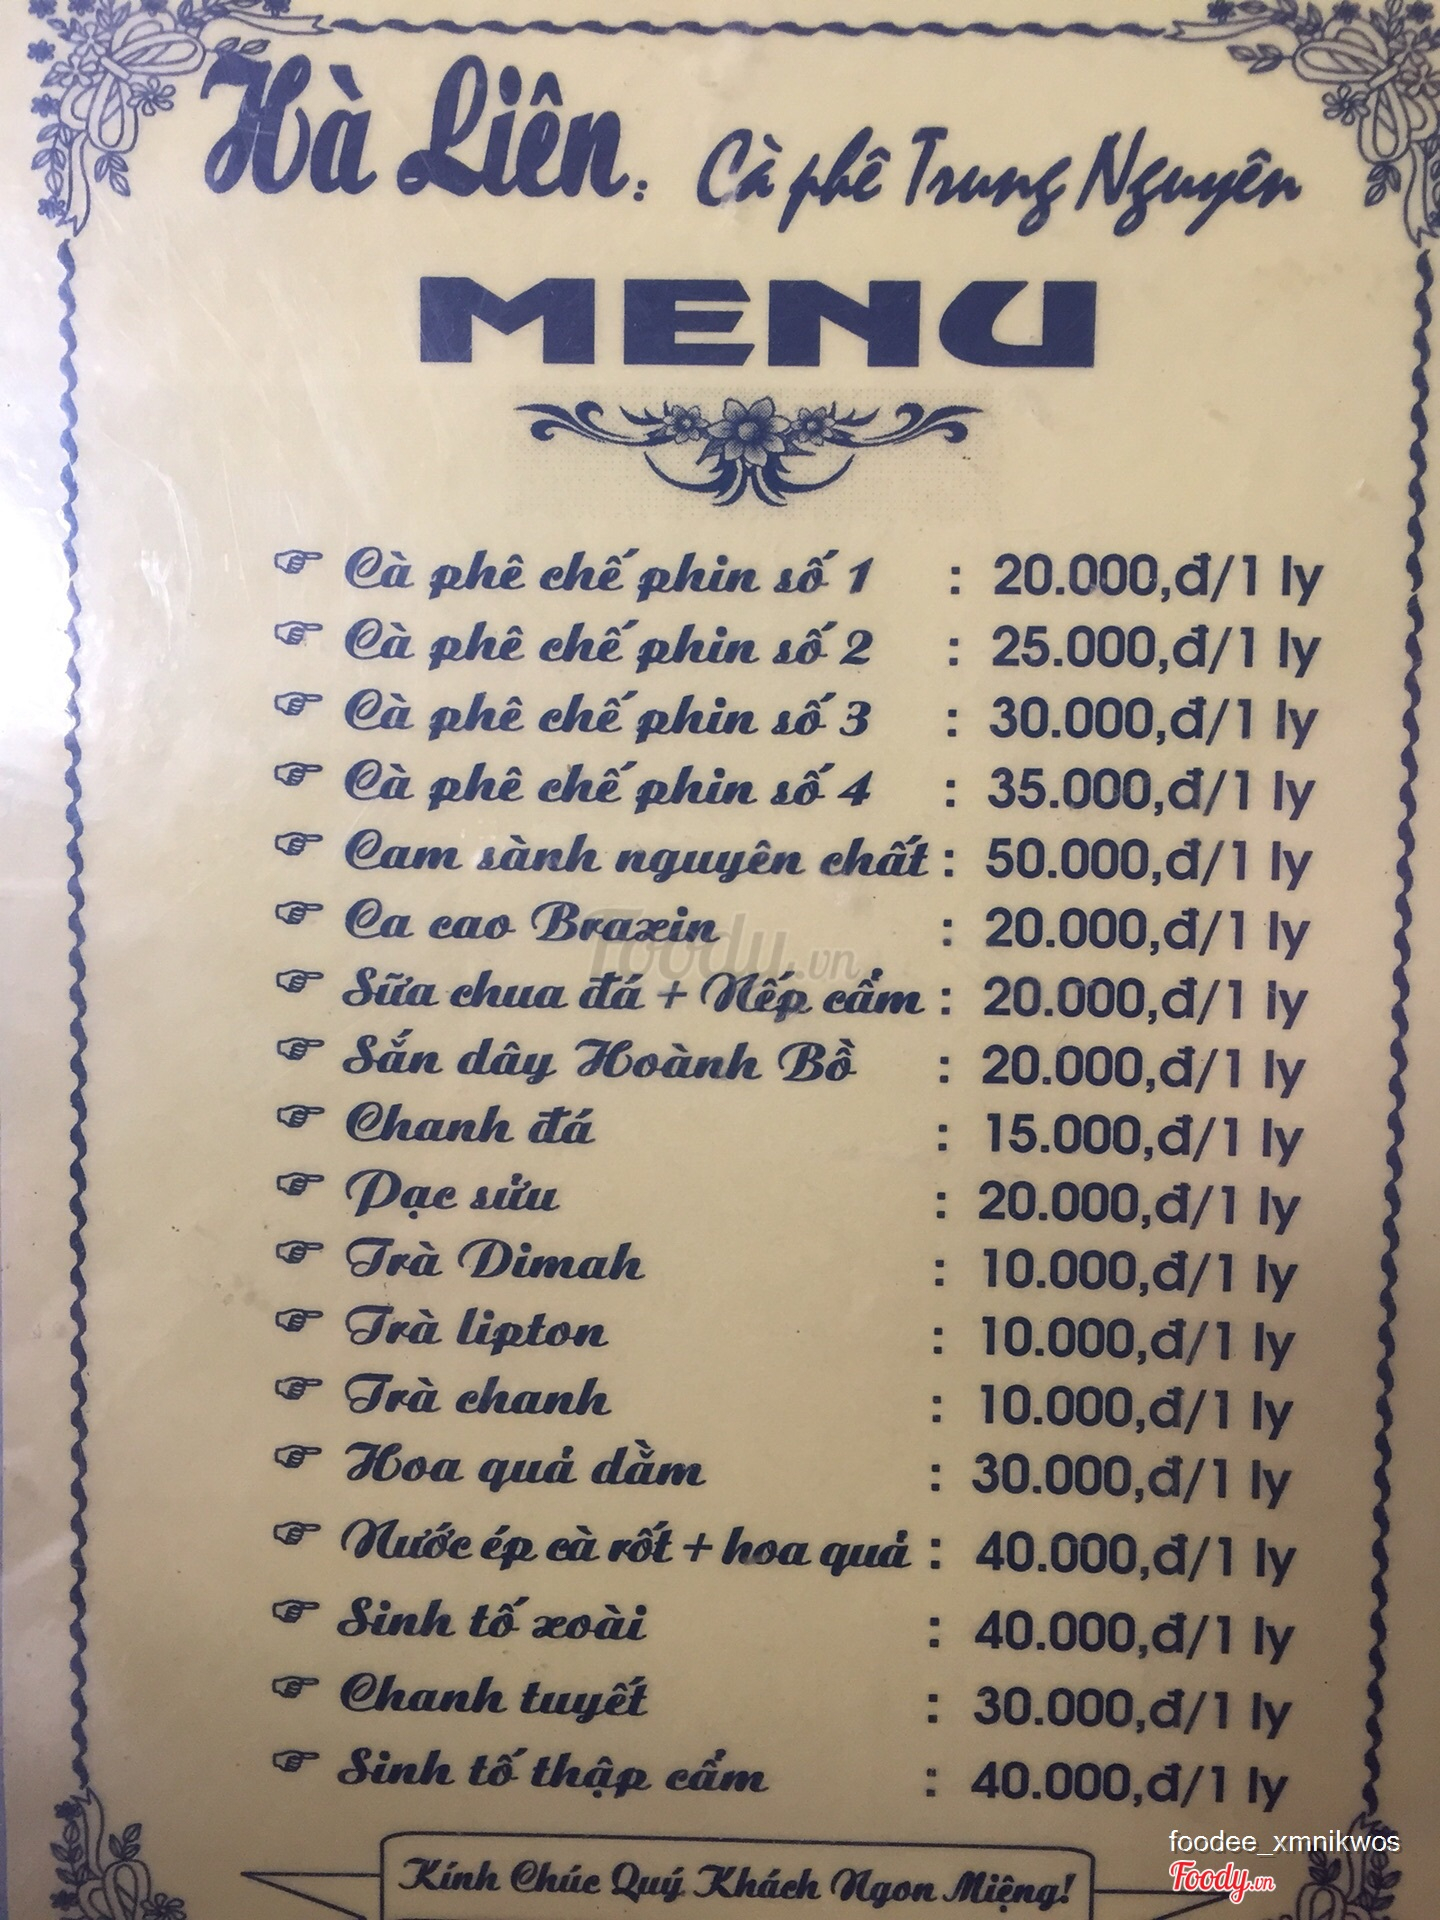 Hà Liên: Cà phê Trung Nguyên
MENU
☞ Cà phê chế phin số 1 : 20.000,đ/1 ly
☞ Cà phê chế phin số 2 : 25.000,đ/1 ly
☞ Cà phê chế phin số 3 : 30.000,đ/1 ly
☞ Cà phê chế phin số 4 : 35.000,đ/1 ly
☞ Cam sành nguyên chất : 50.000,đ/1 ly
☞ Ca cao Braxin : 20.000,đ/1 ly
Foody.vn
☞ Sữa chua đá + Nếp cẩm : 20.000,đ/1 ly
☞ Sắn dây Hoành Bồ : 20.000,đ/1 ly
☞ Chanh đá : 15.000,đ/1 ly
☞ Pạc sửu : 20.000,đ/1 ly
☞ Trà Dimah : 10.000,đ/1 ly
☞ Trà lipton : 10.000,đ/1 ly
☞ Trà chanh : 10.000,đ/1 ly
☞ Hoa quả dằm : 30.000,đ/1 ly
☞ Nước ép cà rốt + hoa quả : 40.000,đ/1 ly
☞ Sinh tố xoài : 40.000,đ/1 ly
☞ Chanh tuyết : 30.000,đ/1 ly
☞ Sinh tố thập cẩm : 40.000,đ/1 ly
Kính Chúc Quý Khách Ngon Miệng!
foodee_xmnikwos
Foody.vn